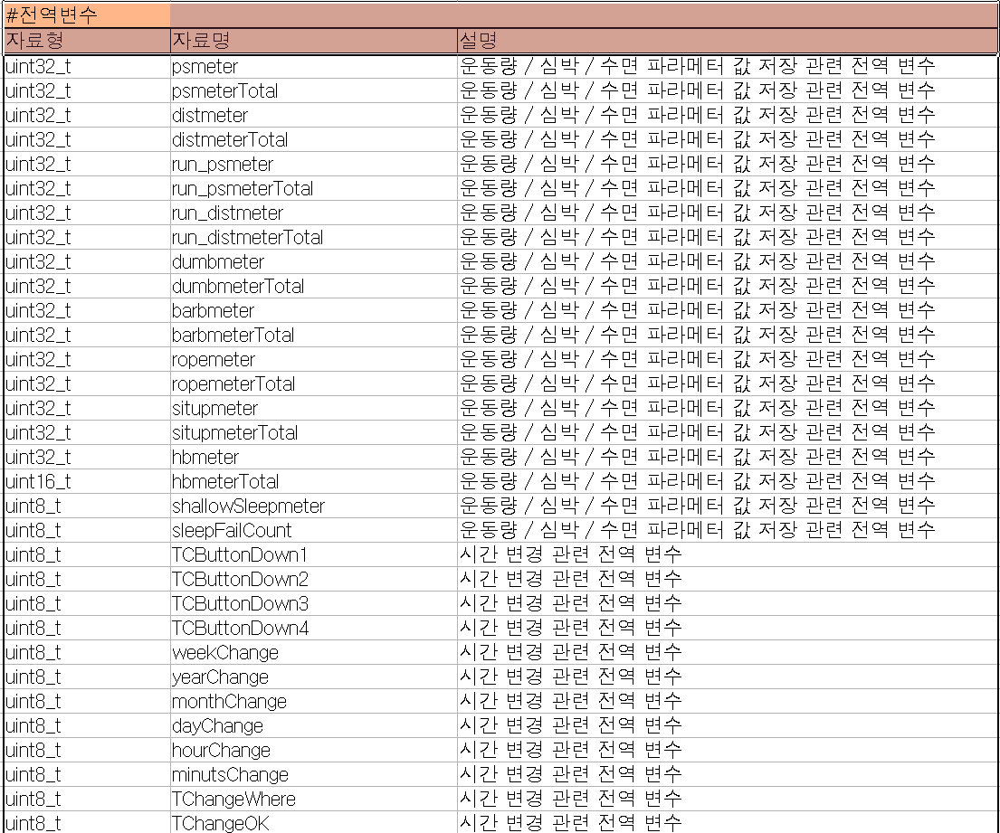 #전역변수
자료형 자료명 설명
uint32_t psmeter 운동량 / 심박 / 수면 파라메터 값 저장 관련 전역 변수
uint32_t psmeterTotal 운동량 / 심박 / 수면 파라메터 값 저장 관련 전역 변수
uint32_t distmeter 운동량 / 심박 / 수면 파라메터 값 저장 관련 전역 변수
uint32_t distmeterTotal 운동량 / 심박 / 수면 파라메터 값 저장 관련 전역 변수
uint32_t run_psmeter 운동량 / 심박 / 수면 파라메터 값 저장 관련 전역 변수
uint32_t run_psmeterTotal 운동량 / 심박 / 수면 파라메터 값 저장 관련 전역 변수
uint32_t run_distmeter 운동량 / 심박 / 수면 파라메터 값 저장 관련 전역 변수
uint32_t run_distmeterTotal 운동량 / 심박 / 수면 파라메터 값 저장 관련 전역 변수
uint32_t dumbmeter 운동량 / 심박 / 수면 파라메터 값 저장 관련 전역 변수
uint32_t dumbmeterTotal 운동량 / 심박 / 수면 파라메터 값 저장 관련 전역 변수
uint32_t barbmeter 운동량 / 심박 / 수면 파라메터 값 저장 관련 전역 변수
uint32_t barbmeterTotal 운동량 / 심박 / 수면 파라메터 값 저장 관련 전역 변수
uint32_t ropemeter 운동량 / 심박 / 수면 파라메터 값 저장 관련 전역 변수
uint32_t ropemeterTotal 운동량 / 심박 / 수면 파라메터 값 저장 관련 전역 변수
uint32_t situpmeter 운동량 / 심박 / 수면 파라메터 값 저장 관련 전역 변수
uint32_t situpmeterTotal 운동량 / 심박 / 수면 파라메터 값 저장 관련 전역 변수
uint32_t hbmeter 운동량 / 심박 / 수면 파라메터 값 저장 관련 전역 변수
uint16_t hbmeterTotal 운동량 / 심박 / 수면 파라메터 값 저장 관련 전역 변수
uint8_t shallowSleepmeter 운동량 / 심박 / 수면 파라메터 값 저장 관련 전역 변수
uint8_t sleepFailCount 운동량 / 심박 / 수면 파라메터 값 저장 관련 전역 변수
uint8_t TCButtonDown1 시간 변경 관련 전역 변수
uint8_t TCButtonDown2 시간 변경 관련 전역 변수
uint8_t TCButtonDown3 시간 변경 관련 전역 변수
uint8_t TCButtonDown4 시간 변경 관련 전역 변수
uint8_t weekChange 시간 변경 관련 전역 변수
uint8_t yearChange 시간 변경 관련 전역 변수
uint8_t monthChange 시간 변경 관련 전역 변수
uint8_t dayChange 시간 변경 관련 전역 변수
uint8_t hourChange 시간 변경 관련 전역 변수
uint8_t minutsChange 시간 변경 관련 전역 변수
uint8_t TChangeWhere 시간 변경 관련 전역 변수
uint8_t TChangeOK 시간 변경 관련 전역 변수